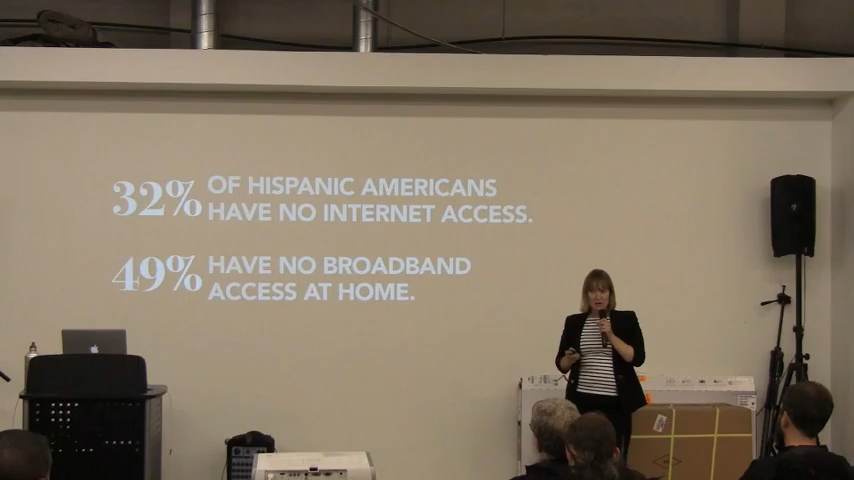 32% OF HISPANIC AMERICANS
HAVE NO INTERNET ACCESS.
49% HAVE NO BROADBAND
ACCESS AT HOME.